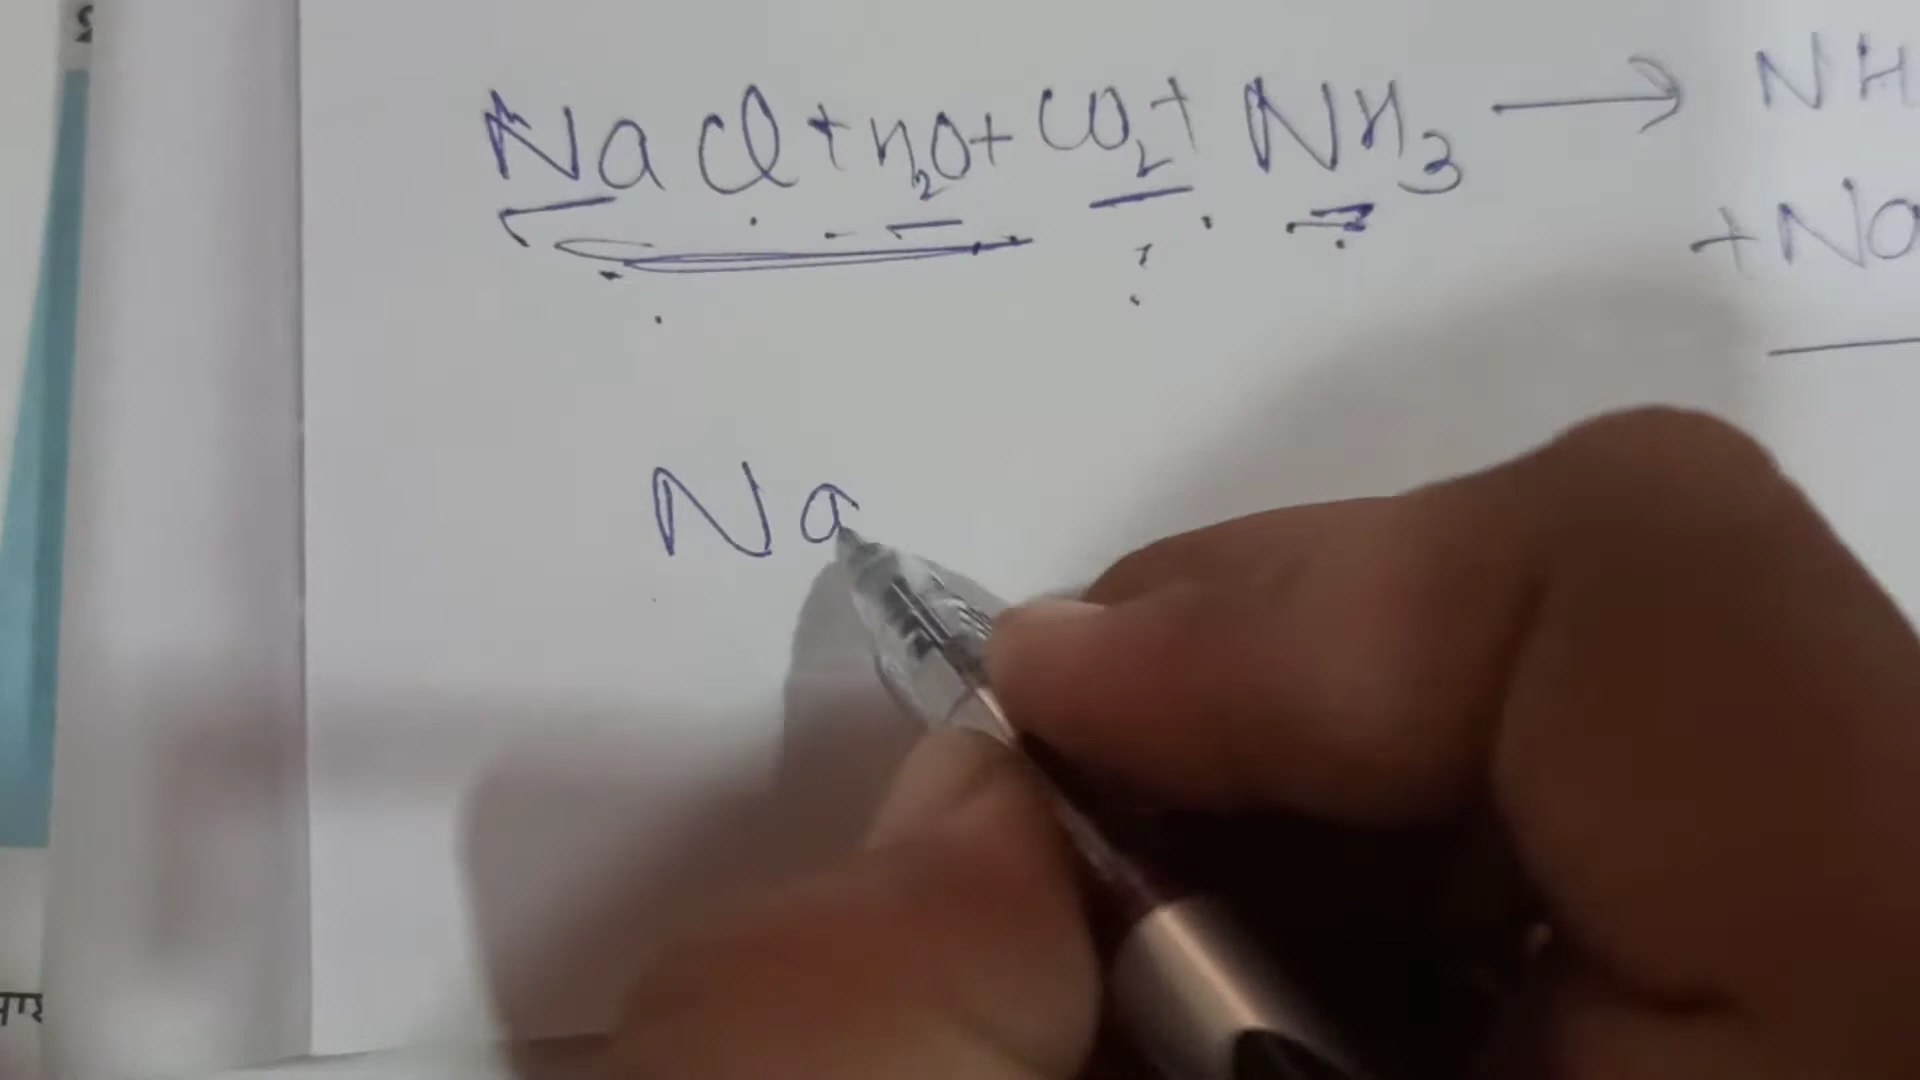 NaCl + H₂O + CO₂ + NH₃ → NH
+ Na
Na